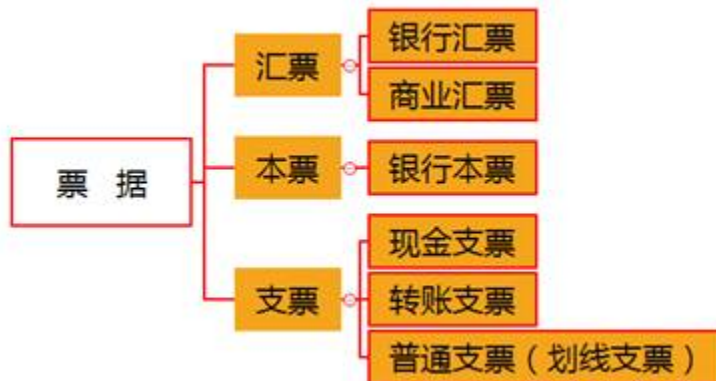 票 据
汇票
银行汇票
商业汇票
本票
银行本票
支票
现金支票
转账支票
普通支票（划线支票）